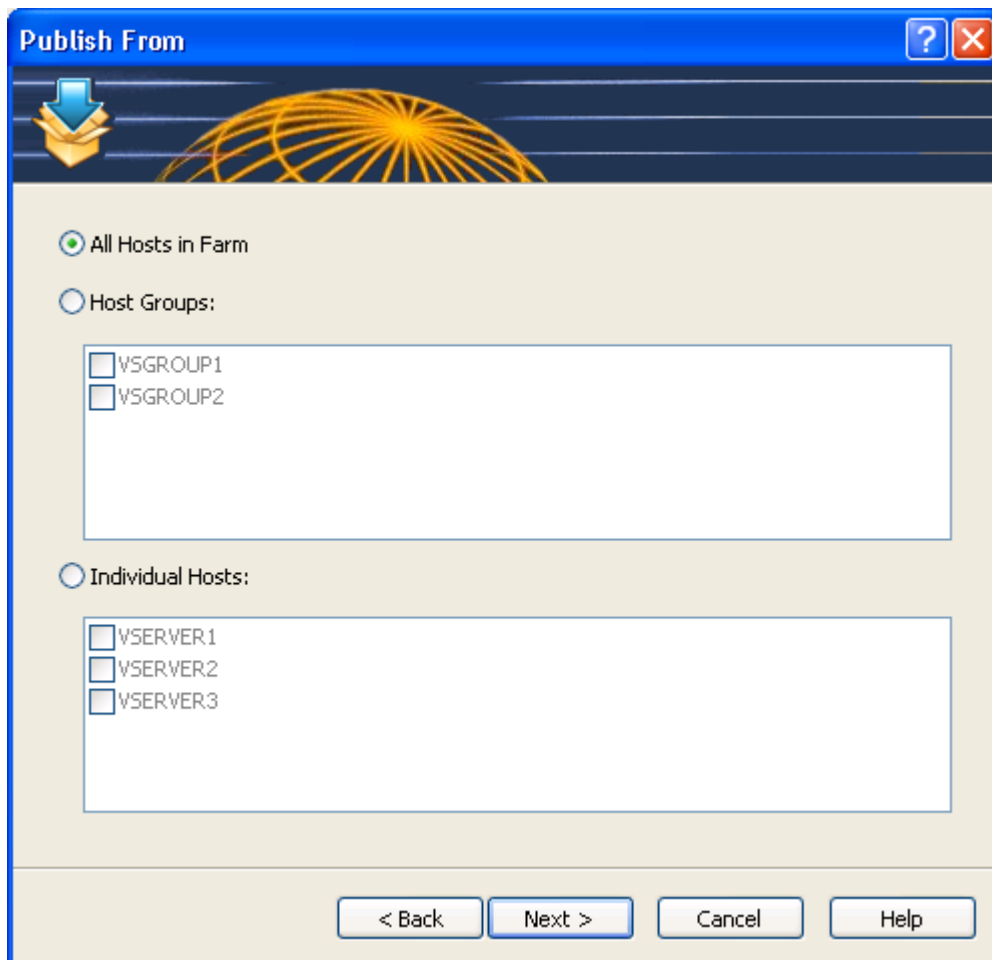 Publish From
All Hosts in Farm
Host Groups:
VSGROUP1
VSGROUP2
Individual Hosts:
VSERVER1
VSERVER2
VSERVER3
< Back Next > Cancel Help